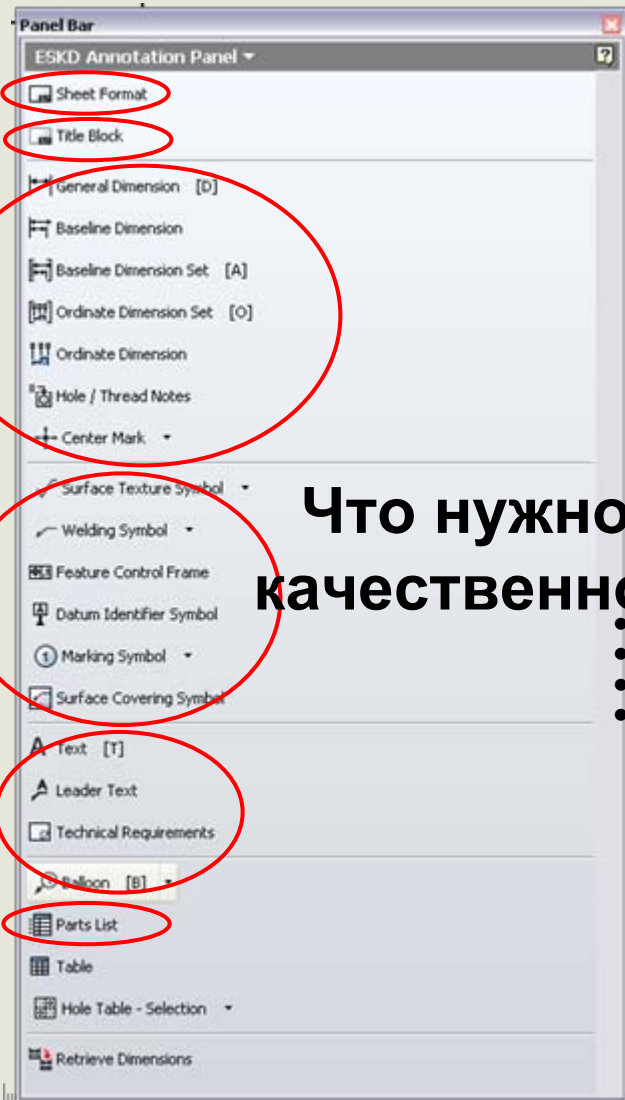 Panel Bar
ESKD Annotation Panel
Sheet Format
Title Block
General Dimension [D]
Baseline Dimension
Baseline Dimension Set [A]
Ordinate Dimension Set [O]
Ordinate Dimension
Hole / Thread Notes
Center Mark
Surface Texture Symbol
Welding Symbol
Feature Control Frame
Datum Identifier Symbol
Marking Symbol
Surface Covering Symbol
Text [T]
Leader Text
Technical Requirements
Balloon [B]
Parts List
Table
Hole Table - Selection
Retrieve Dimensions
Что нужно
качественно